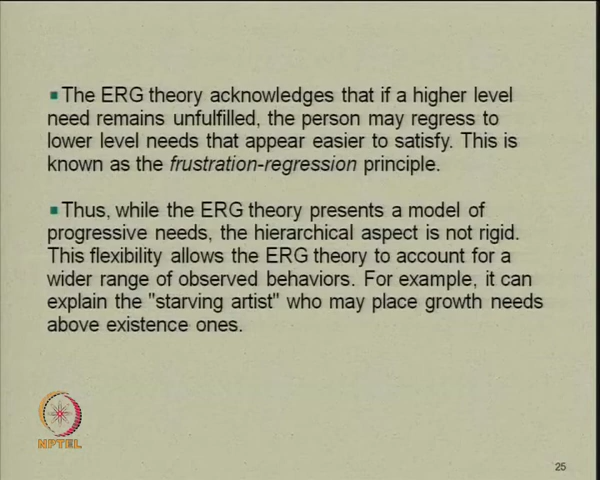 The ERG theory acknowledges that if a higher level
need remains unfulfilled, the person may regress to
lower level needs that appear easier to satisfy. This is
known as the frustration-regression principle.
Thus, while the ERG theory presents a model of
progressive needs, the hierarchical aspect is not rigid.
This flexibility allows the ERG theory to account for a
wider range of observed behaviors. For example, it can
explain the "starving artist" who may place growth needs
above existence ones.
NPTEL
25